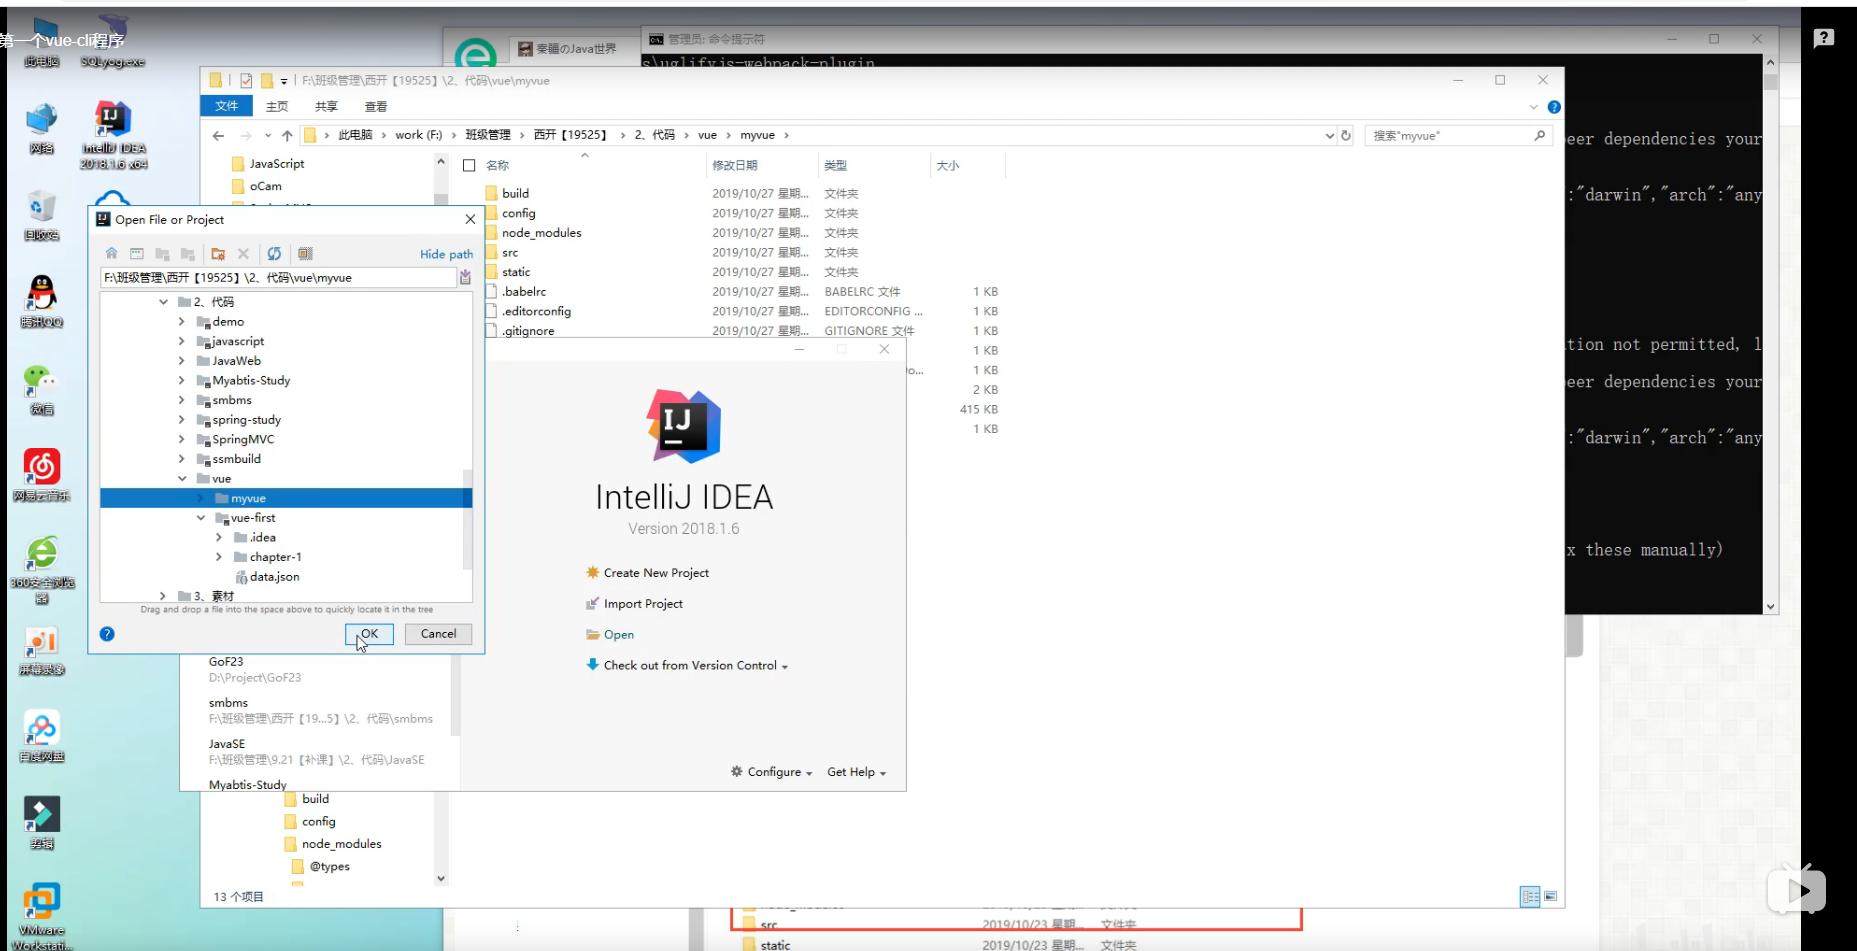 第一个vue-cli程序
此电脑
SQLyog.exe
网络
IntelliJ IDEA
2018.1.6 x64
回收站
腾讯QQ
微信
网易云音乐
360安全浏览
器
屏幕录像
百度网盘
剪辑
VMware
Workstati...
秦疆のJava世界
管理员: 命令提示符
s\uglifyjs-webpack-plugin
F:\班级管理\西开【19525】\2、代码\vue\myvue
文件
主页
共享
查看
此电脑 › work (F:) › 班级管理 › 西开【19525】 › 2、代码 › vue › myvue ›
搜索"myvue"
JavaScript
oCam
名称
修改日期
类型
大小
build 2019/10/27 星期... 文件夹
config 2019/10/27 星期... 文件夹
node_modules 2019/10/27 星期... 文件夹
src 2019/10/27 星期... 文件夹
static 2019/10/27 星期... 文件夹
.babelrc 2019/10/27 星期... BABELRC 文件 1 KB
.editorconfig 2019/10/27 星期... EDITORCONFIG ... 1 KB
.gitignore 2019/10/27 星期... GITIGNORE 文件 1 KB
1 KB
1 KB
2 KB
415 KB
1 KB
eer dependencies your
:"darwin","arch":"any
tion not permitted, l
eer dependencies your
:"darwin","arch":"any
x these manually)
Open File or Project
Hide path
F:\班级管理\西开【19525】\2、代码\vue\myvue
2、代码
demo
javascript
JavaWeb
Myabtis-Study
smbms
spring-study
SpringMVC
ssmbuild
vue
myvue
vue-first
.idea
chapter-1
data.json
3、素材
Drag and drop a file into the space above to quickly locate it in the tree
?
OK
Cancel
IJ
IntelliJ IDEA
Version 2018.1.6
Create New Project
Import Project
Open
Check out from Version Control
Configure
Get Help
GoF23
D:\Project\GoF23
smbms
F:\班级管理\西开【19...5】\2、代码\smbms
JavaSE
F:\班级管理\9.21【补课】\2、代码\JavaSE
Myabtis-Study
build
config
node_modules
@types
13 个项目
src 2019/10/23 星期... 文件夹
static 2019/10/23 星期... 文件夹